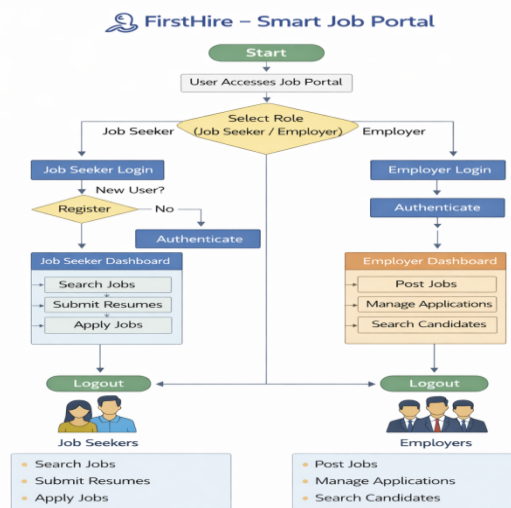 FirstHire – Smart Job Portal
Start
User Accesses Job Portal
Select Role
(Job Seeker / Employer)
Job Seeker
Employer
Job Seeker Login
New User?
Register
No
Authenticate
Job Seeker Dashboard
Search Jobs
Submit Resumes
Apply Jobs
Logout
Job Seekers
• Search Jobs
• Submit Resumes
• Apply Jobs
Employer Login
Authenticate
Employer Dashboard
Post Jobs
Manage Applications
Search Candidates
Logout
Employers
• Post Jobs
• Manage Applications
• Search Candidates